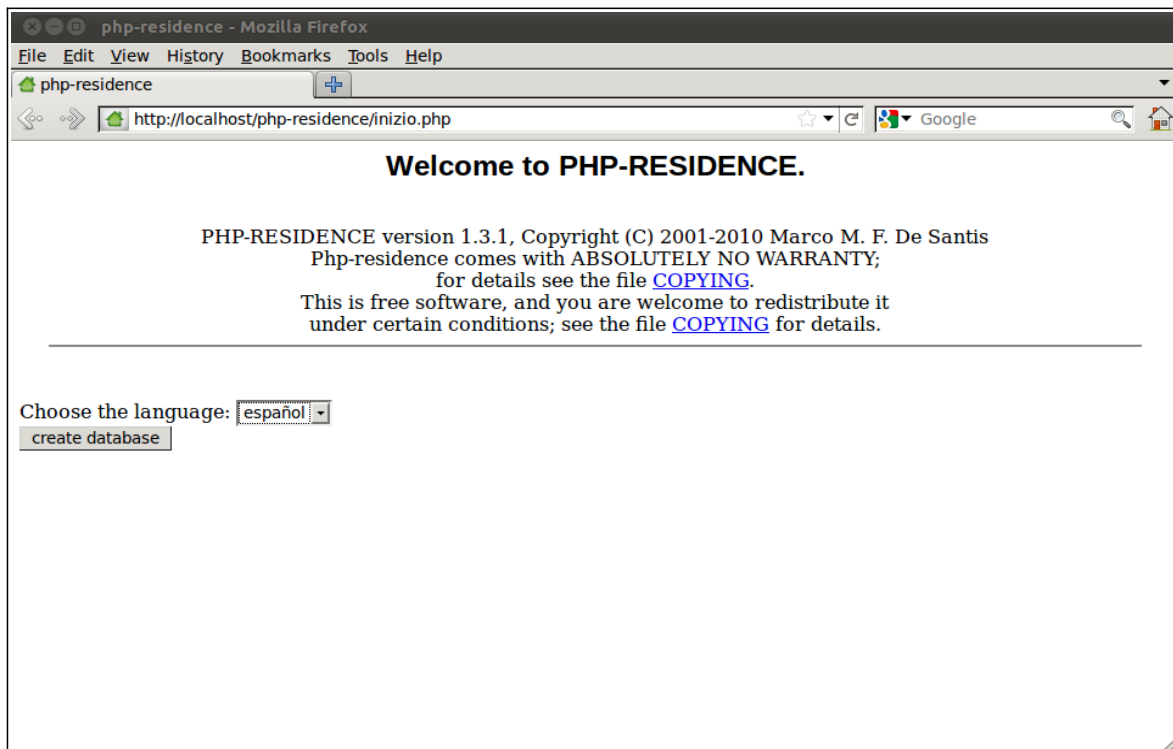 php-residence - Mozilla Firefox
File Edit View History Bookmarks Tools Help
php-residence
http://localhost/php-residence/inizio.php
Google
Welcome to PHP-RESIDENCE.
PHP-RESIDENCE version 1.3.1, Copyright (C) 2001-2010 Marco M. F. De Santis
Php-residence comes with ABSOLUTELY NO WARRANTY;
for details see the file COPYING.
This is free software, and you are welcome to redistribute it
under certain conditions; see the file COPYING for details.
Choose the language: español
create database